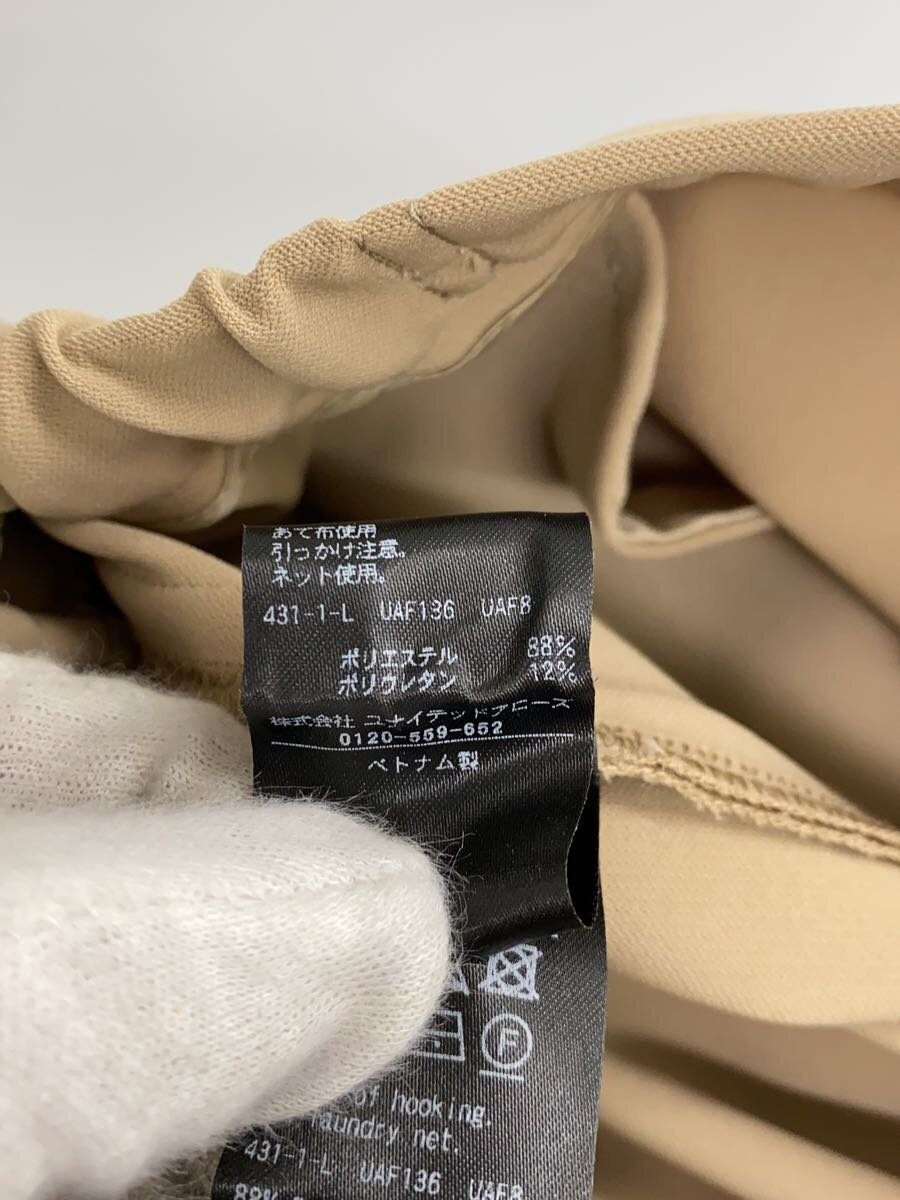 あて布使用
引っかけ注意。
ネット使用。
431-1-L UAF136 UAF8
ポリエステル 88%
ポリウレタン 12%
株式会社 ユナイテッドアローズ
0120-559-652
ベトナム製
F
of hooking.
laundry net.
431-1-L UAF136 UAF8
88%